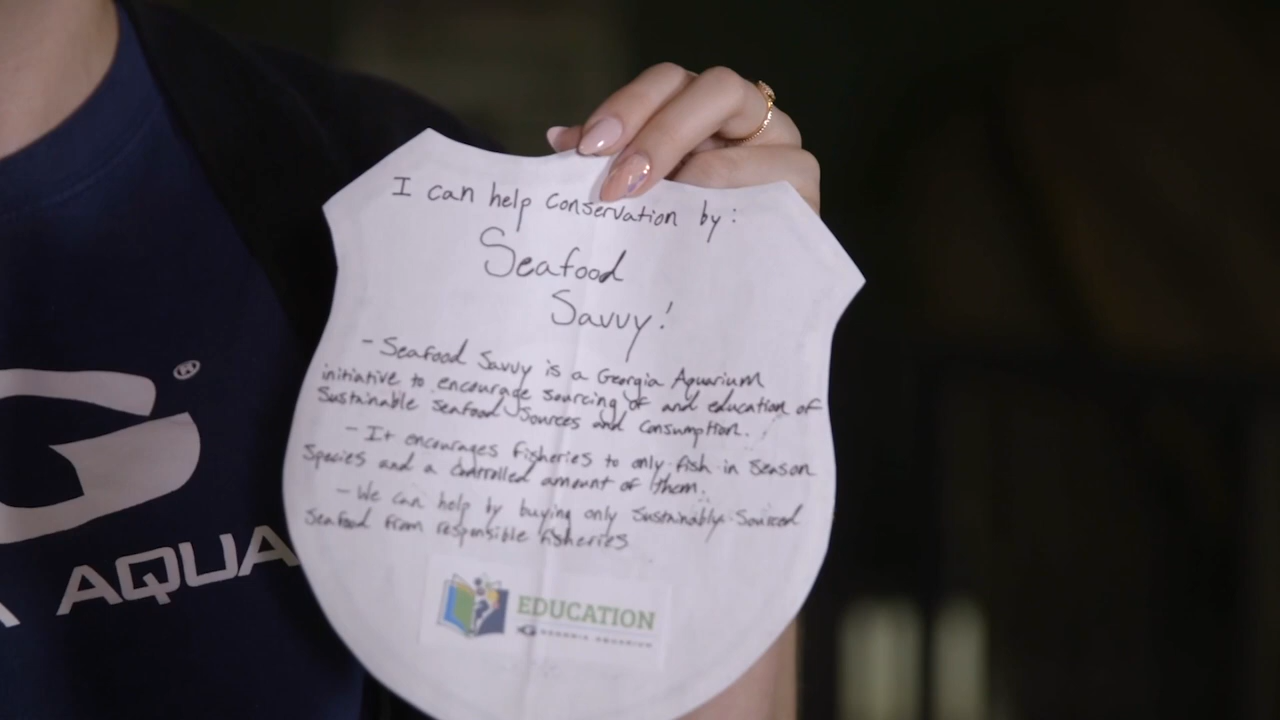 I can help conservation by:
Seafood
Savvy!
- Seafood Savvy is a Georgia Aquarium
initiative to encourage sourcing of and education of
Sustainable Seafood Sources and Consumption.
- It encourages fisheries to only fish in season
Species and a controlled amount of them.
- We can help by buying only Sustainably Sourced
Seafood from responsible fisheries
EDUCATION
GEORGIA AQUARIUM
®
AQUA